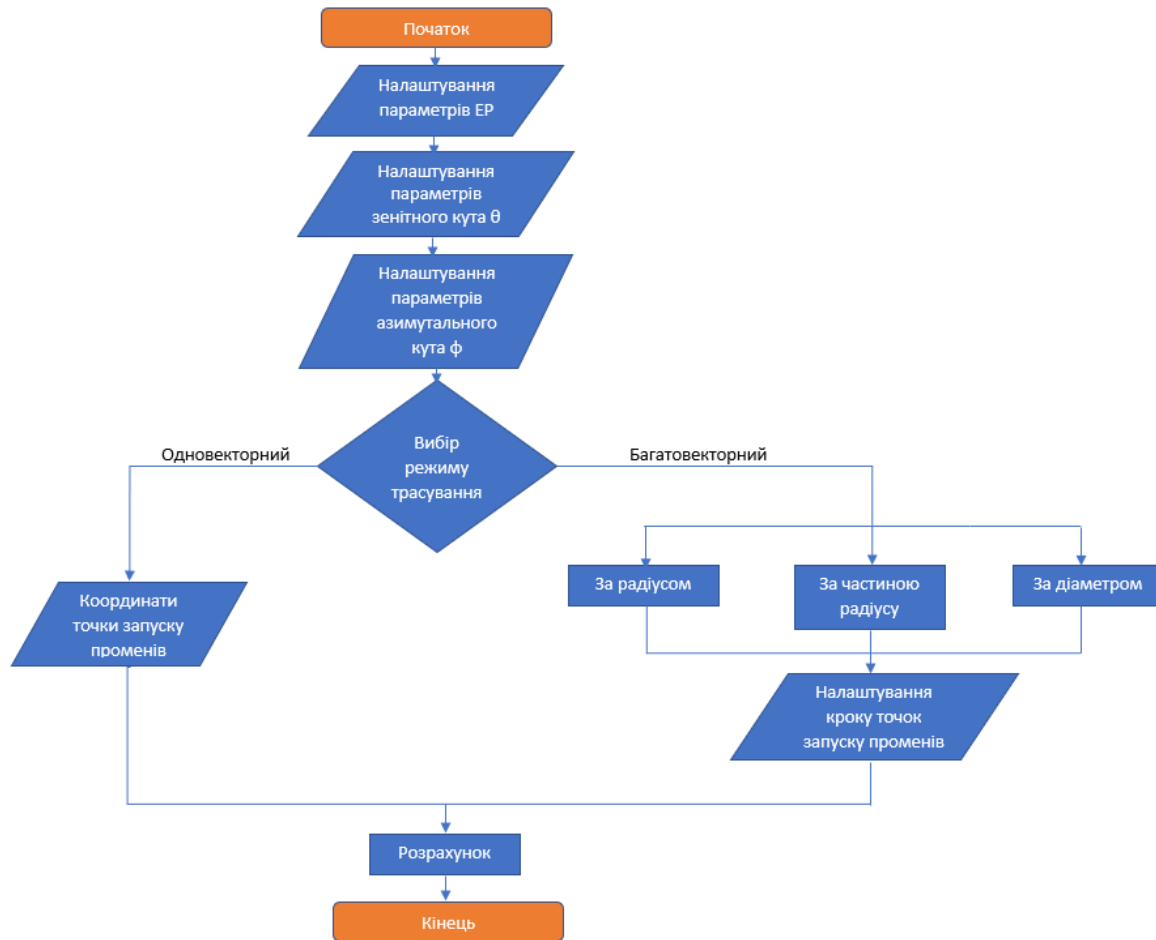 Початок
Налаштування
параметрів ЕР
Налаштування
параметрів
зенітного кута θ
Налаштування
параметрів
азимутального
кута ϕ
Вибір
режиму
трасування
Одновекторний
Багатовекторний
Координати
точки запуску
променів
За радіусом
За частиною
радіусу
За діаметром
Налаштування
кроку точок
запуску променів
Розрахунок
Кінець